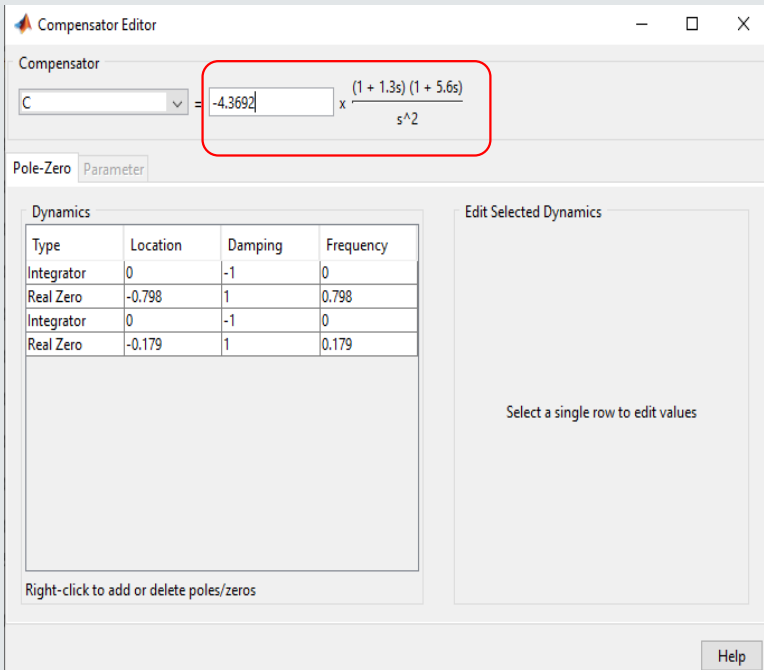 Compensator Editor
Compensator
C = -4.3692 x (1 + 1.3s) (1 + 5.6s)
s^2
Pole-Zero Parameter
Dynamics
Type Location Damping Frequency
Integrator 0 -1 0
Real Zero -0.798 1 0.798
Integrator 0 -1 0
Real Zero -0.179 1 0.179
Right-click to add or delete poles/zeros
Edit Selected Dynamics
Select a single row to edit values
Help